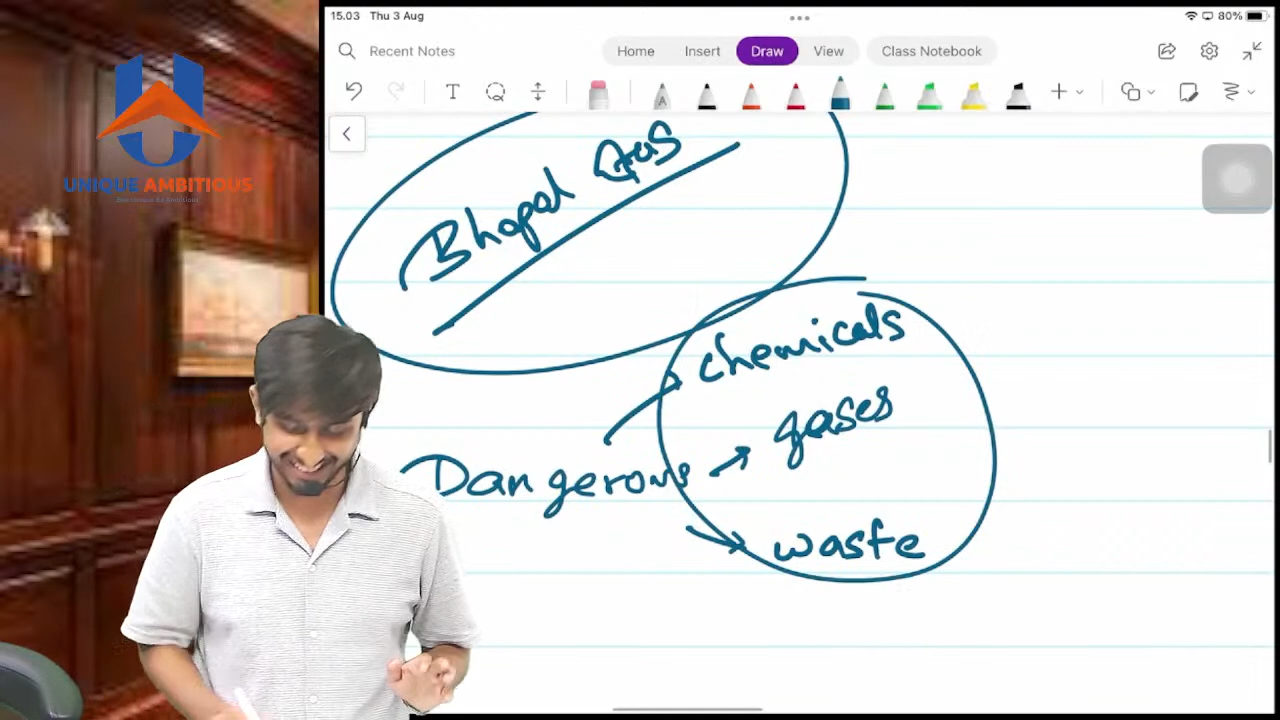 15.03 Thu 3 Aug
80%
Recent Notes
Home Insert Draw View Class Notebook
T
A
Bhopal Gas
chemicals
gases
Dangerous
waste
UNIQUE AMBITIOUS